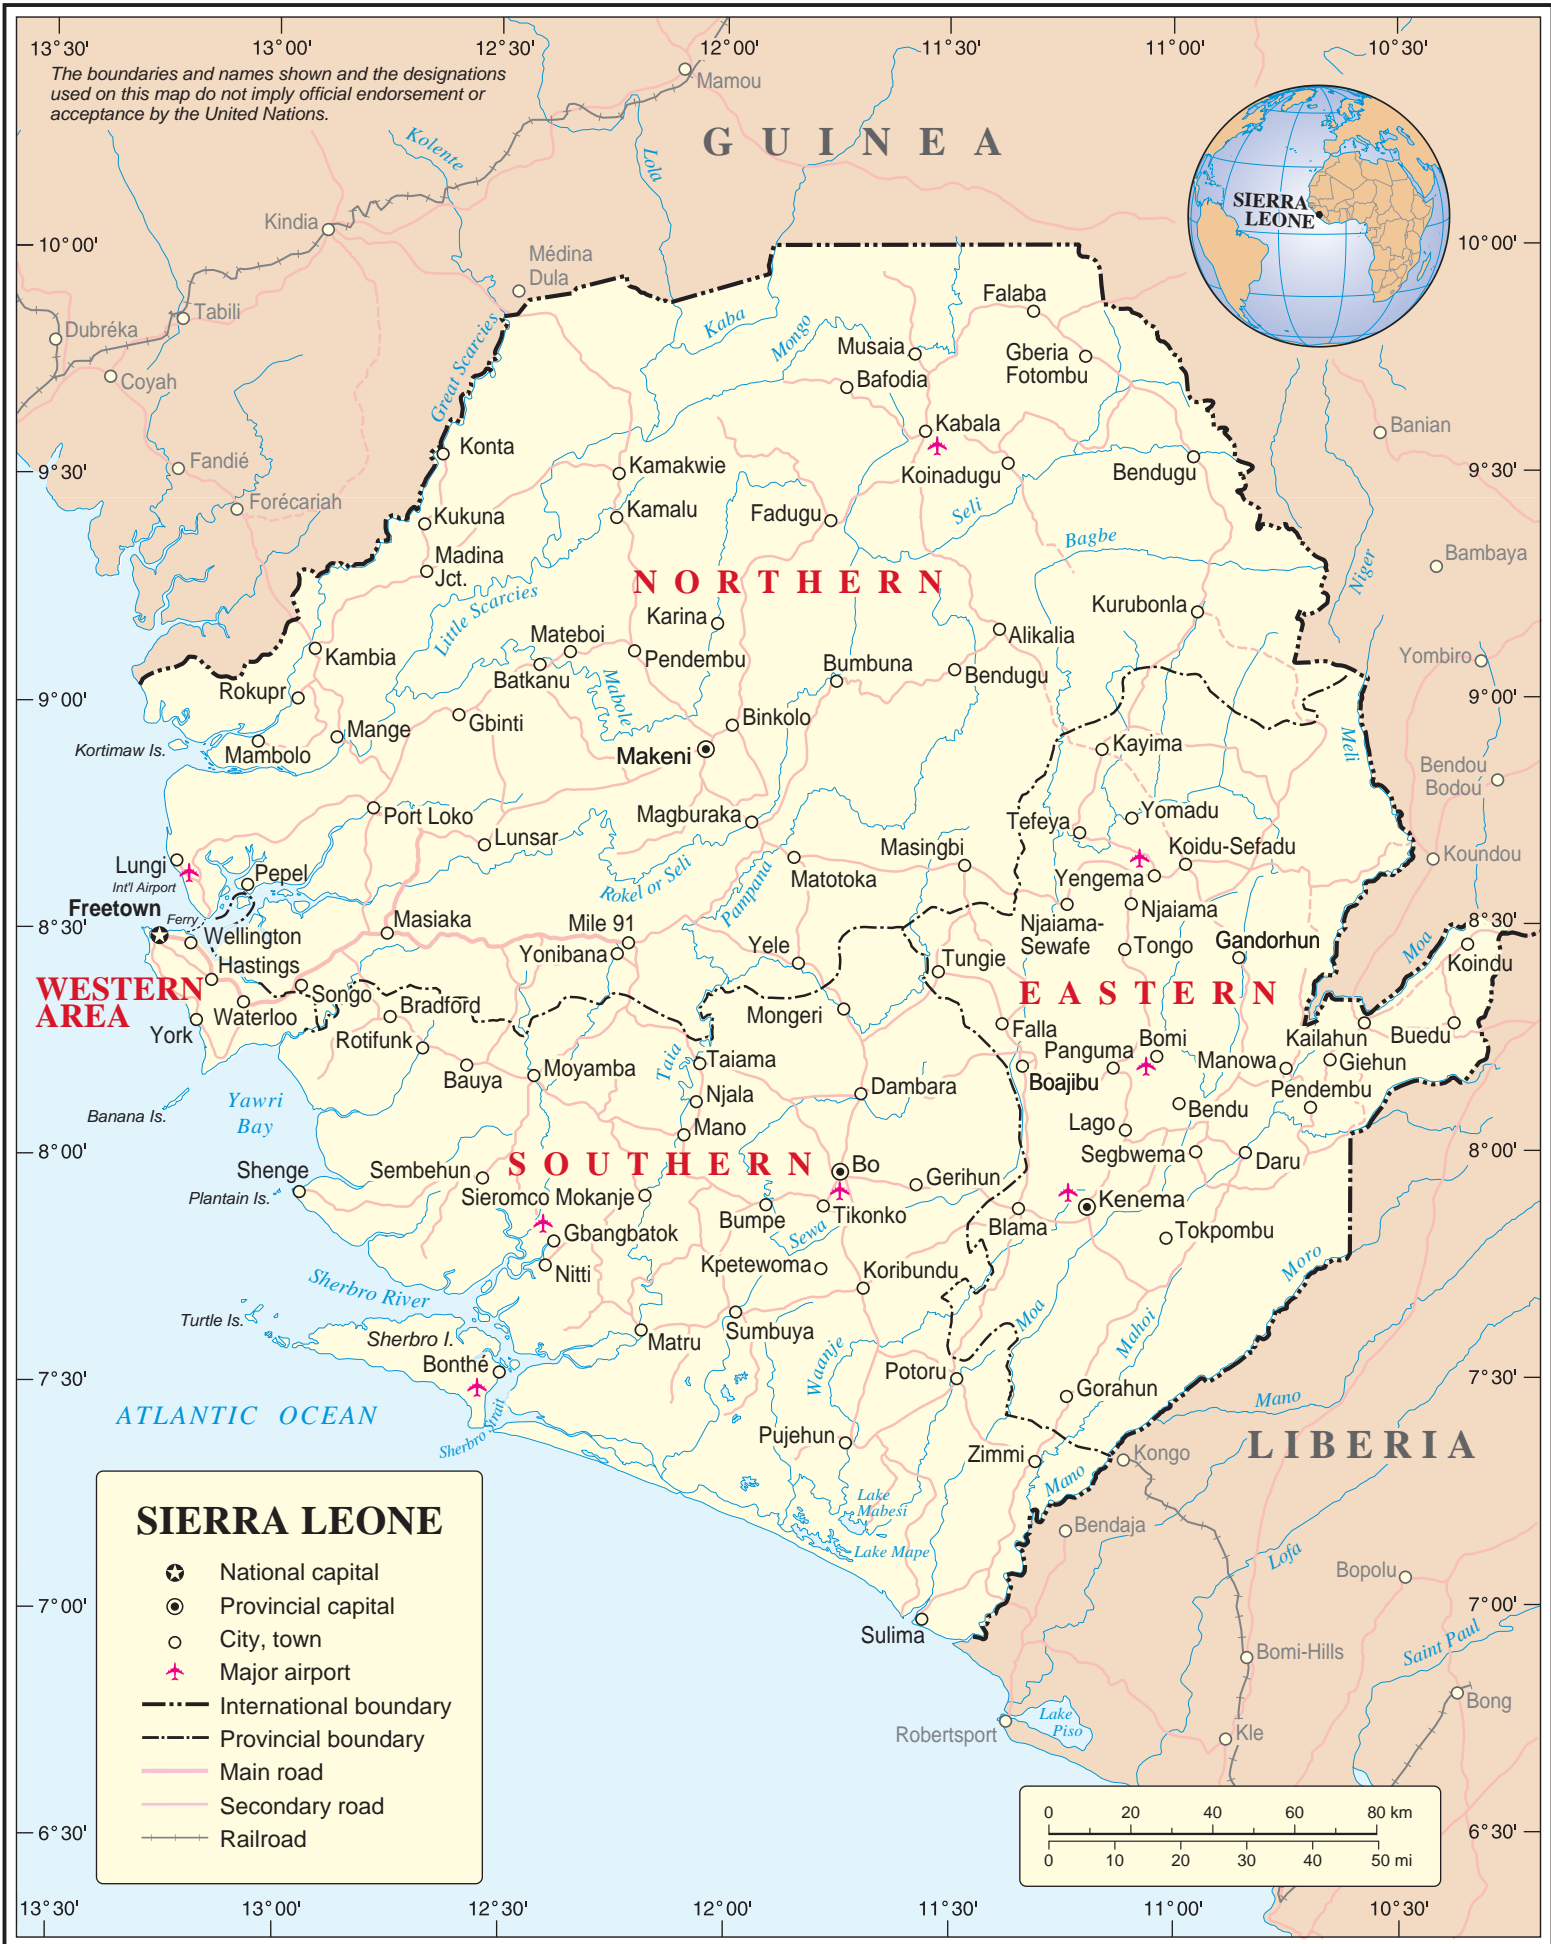 13°30'
13°00'
12°30'
12°00'
11°30'
11°00'
10°30'
The boundaries and names shown and the designations
used on this map do not imply official endorsement or
acceptance by the United Nations.
Mamou
GUINEA
Kolente
Lola
SIERRA
LEONE
Kindia
10°00'
10°00'
Médina
Dula
Tabili
Dubréka
Coyah
Great Scarcies
Kaba
Mongo
Falaba
Musaia
Gberia
Fotombu
Bafodia
Kabala
Banian
Konta
Fandié
9°30'
9°30'
Kamakwie
Koinadugu
Bendugu
Forécariah
Kukuna
Kamalu
Fadugu
Seli
Bagbe
Madina
Jct.
Niger
Bambaya
NORTHERN
Little Scarcies
Karina
Kurubonla
Mateboi
Alikalia
Kambia
Pendembu
Bumbuna
Yombiro
Batkanu
Bendugu
Rokupr
Mabole
9°00'
9°00'
Gbinti
Binkolo
Mange
Kortimaw Is.
Mambolo
Makeni
Kayima
Meli
Bendou
Bodou
Port Loko
Magburaka
Yomadu
Tefeya
Lunsar
Masingbi
Koidu-Sefadu
Koundou
Lungi
Int'l Airport
Pepel
Rokel or Seli
Pampana
Matotoka
Yengema
Freetown
Ferry
Masiaka
Mile 91
Njaiama-
Sewafe
Njaiama
8°30'
8°30'
Wellington
Yonibana
Yele
Tungie
Tongo
Gandorhun
Moa
Koindu
Hastings
WESTERN
AREA
Songo
Bradford
EASTERN
Waterloo
York
Rotifunk
Mongeri
Falla
Bomi
Kailahun
Buedu
Panguma
Manowa
Giehun
Taia
Taiama
Bauya
Moyamba
Boajibu
Pendembu
Dambara
Banana Is.
Yawri
Bay
Njala
Bendu
Mano
Lago
8°00'
8°00'
Shenge
Sembehun
SOUTHERN
Bo
Segbwema
Daru
Plantain Is.
Sieromco Mokanje
Gerihun
Kenema
Bumpe
Tikonko
Blama
Gbangbatok
Sewa
Tokpombu
Nitti
Kpetewoma
Koribundu
Moro
Sherbro River
Turtle Is.
Sherbro I.
Matru
Sumbuya
Moa
Mahoi
Bonthé
Waanje
Potoru
7°30'
7°30'
Gorahun
Mano
ATLANTIC OCEAN
Sherbro Strait
Pujehun
Zimmi
LIBERIA
Kongo
Mano
Lake
Mabesi
Bendaja
Lake Mape
Lofa
Bopolu
7°00'
7°00'
Sulima
Saint Paul
Bomi-Hills
Bong
Lake
Piso
Robertsport
Kle
SIERRA LEONE
National capital
Provincial capital
City, town
Major airport
International boundary
Provincial boundary
Main road
Secondary road
Railroad
0 20 40 60 80 km
0 10 20 30 40 50 mi
6°30'
6°30'
13°30'
13°00'
12°30'
12°00'
11°30'
11°00'
10°30'